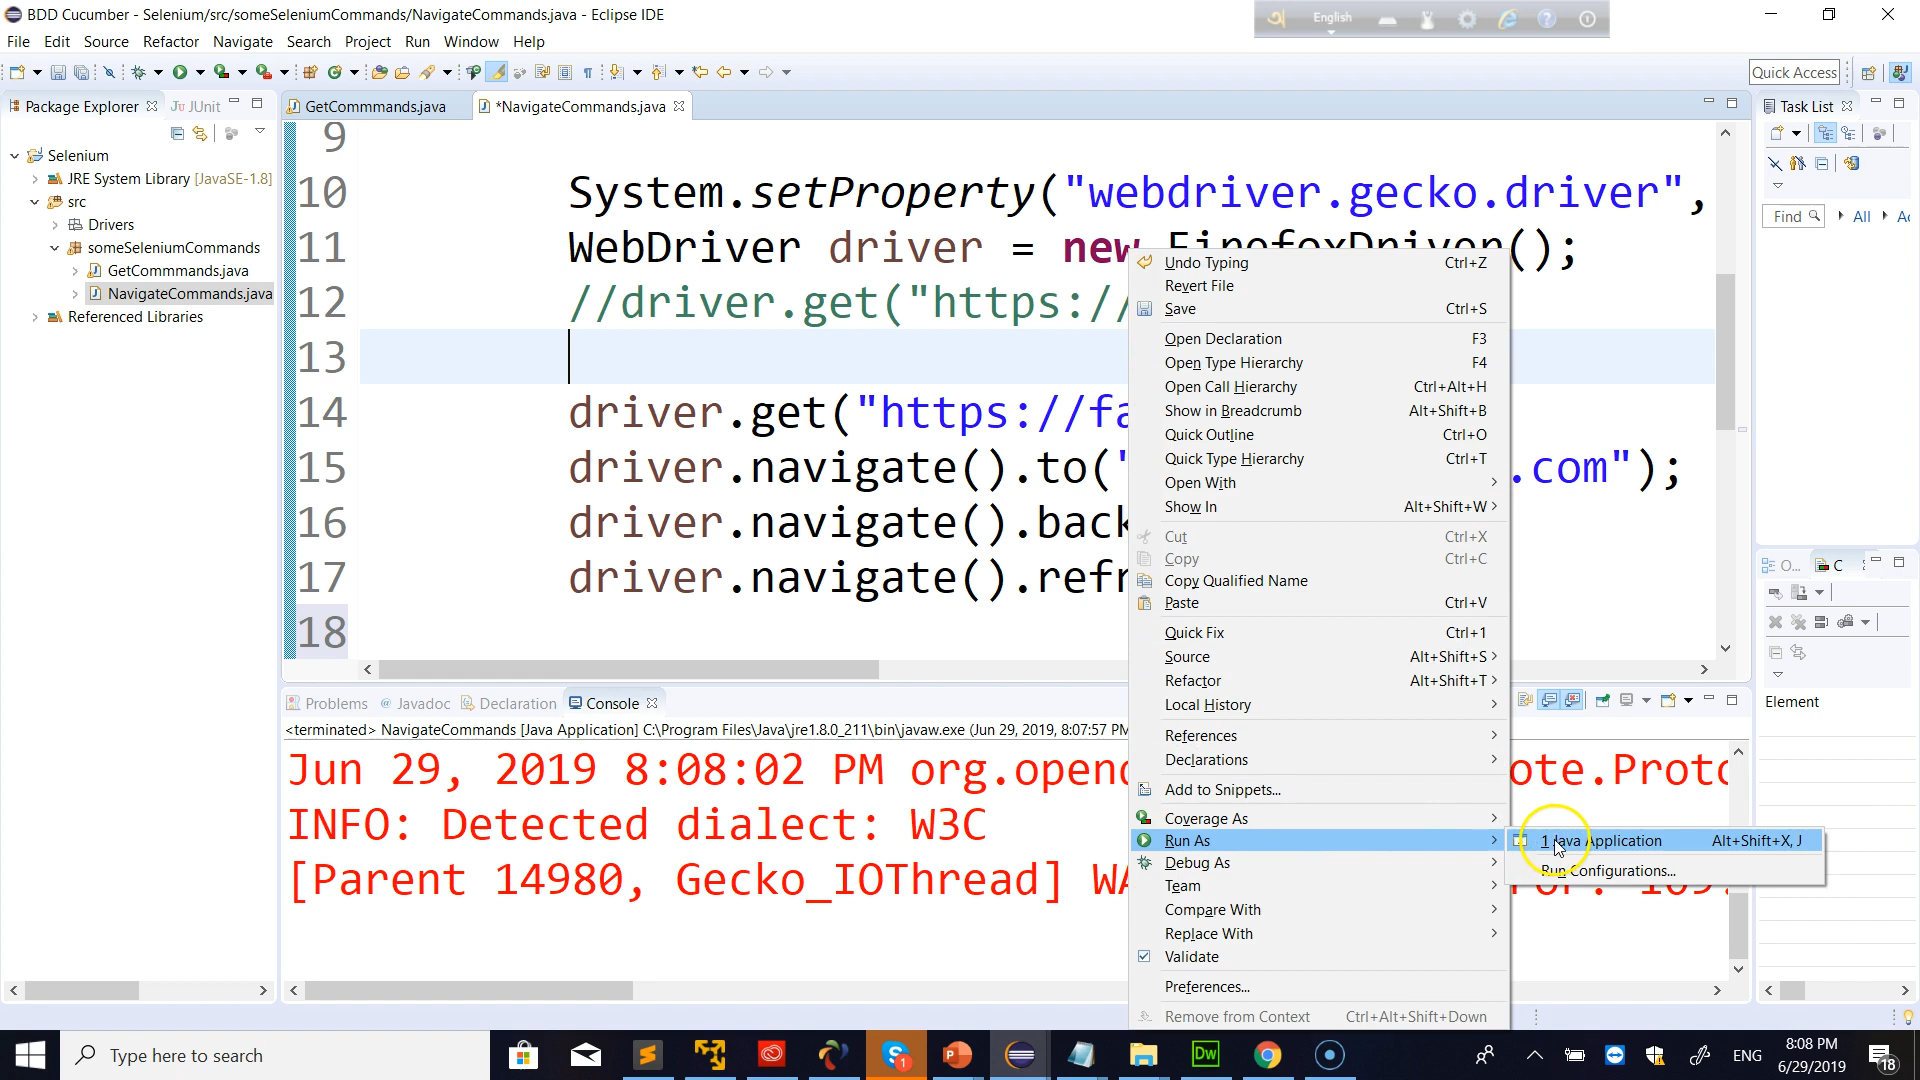 BDD Cucumber - Selenium/src/someSeleniumCommands/NavigateCommands.java - Eclipse IDE
English
File Edit Source Refactor Navigate Search Project Run Window Help
Quick Access
Package Explorer
JUnit
GetCommmands.java
*NavigateCommands.java
Task List
Selenium
JRE System Library [JavaSE-1.8]
src
Drivers
someSeleniumCommands
GetCommmands.java
NavigateCommands.java
Referenced Libraries
9
10 System.setProperty("webdriver.gecko.driver",
11 WebDriver driver = new FirefoxDriver();
12 //driver.get("https://
13
14 driver.get("https://fa
15 driver.navigate().to(" .com");
16 driver.navigate().back
17 driver.navigate().refr
18
Undo Typing Ctrl+Z
Revert File
Save Ctrl+S
Open Declaration F3
Open Type Hierarchy F4
Open Call Hierarchy Ctrl+Alt+H
Show in Breadcrumb Alt+Shift+B
Quick Outline Ctrl+O
Quick Type Hierarchy Ctrl+T
Open With
Show In Alt+Shift+W
Cut Ctrl+X
Copy Ctrl+C
Copy Qualified Name
Paste Ctrl+V
Quick Fix Ctrl+1
Source Alt+Shift+S
Refactor Alt+Shift+T
Local History
References
Declarations
Add to Snippets...
Coverage As
Run As
Debug As
Team
Compare With
Replace With
Validate
Preferences...
Remove from Context Ctrl+Alt+Shift+Down
1 Java Application Alt+Shift+X, J
Run Configurations...
Find All Ac
O... C
Element
Problems Javadoc Declaration Console
<terminated> NavigateCommands [Java Application] C:\Program Files\Java\jre1.8.0_211\bin\javaw.exe (Jun 29, 2019, 8:07:57 PM
Jun 29, 2019 8:08:02 PM org.openq ote.Proto
INFO: Detected dialect: W3C
[Parent 14980, Gecko_IOThread] WA
Type here to search
ENG
8:08 PM
6/29/2019
18